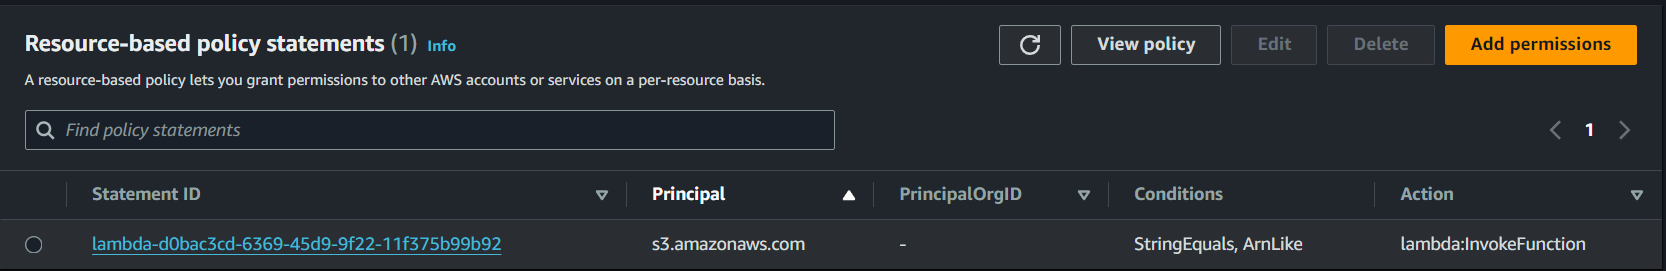 Resource-based policy statements (1) Info
View policy Edit Delete Add permissions
A resource-based policy lets you grant permissions to other AWS accounts or services on a per-resource basis.
Find policy statements
1
Statement ID Principal PrincipalOrgID Conditions Action
lambda-d0bac3cd-6369-45d9-9f22-11f375b99b92 s3.amazonaws.com - StringEquals, ArnLike lambda:InvokeFunction